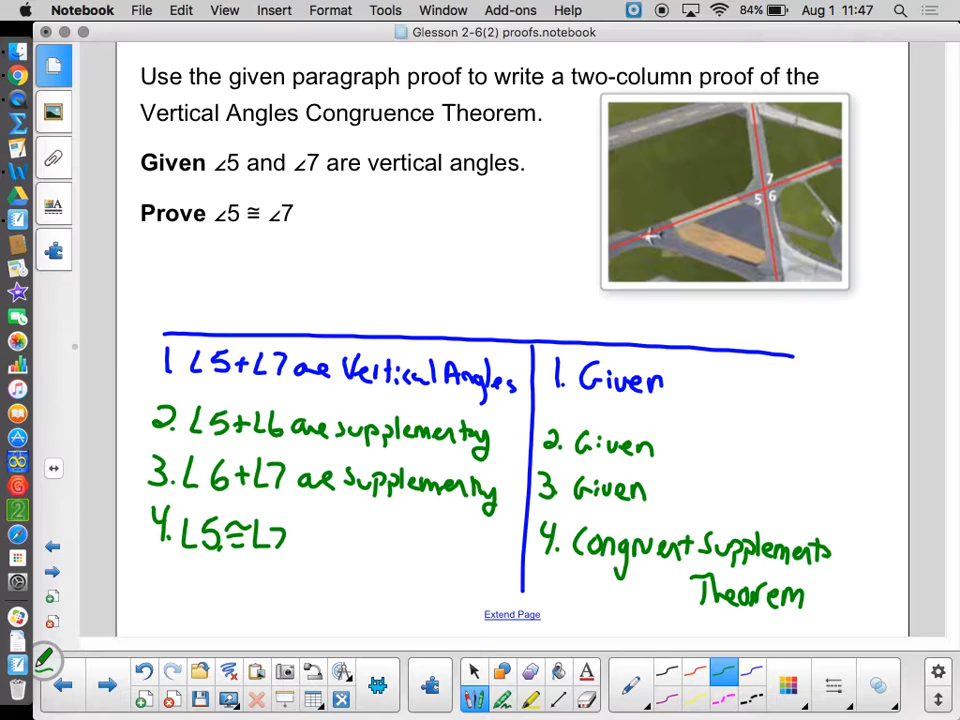 Notebook File Edit View Insert Format Tools Window Add-ons Help 84% Aug 1 11:47
Glesson 2-6(2) proofs.notebook
Use the given paragraph proof to write a two-column proof of the
Vertical Angles Congruence Theorem.
Given ∠5 and ∠7 are vertical angles.
Prove ∠5 ≅ ∠7
7
5 6
1 ∠5+∠7 are Vertical Angles 1. Given
2. ∠5+∠6 are supplementy 2. Given
3. ∠6+∠7 are supplementy 3 Given
4. ∠5≅∠7 4. Congruent Supplements
Theorem
Extend Page